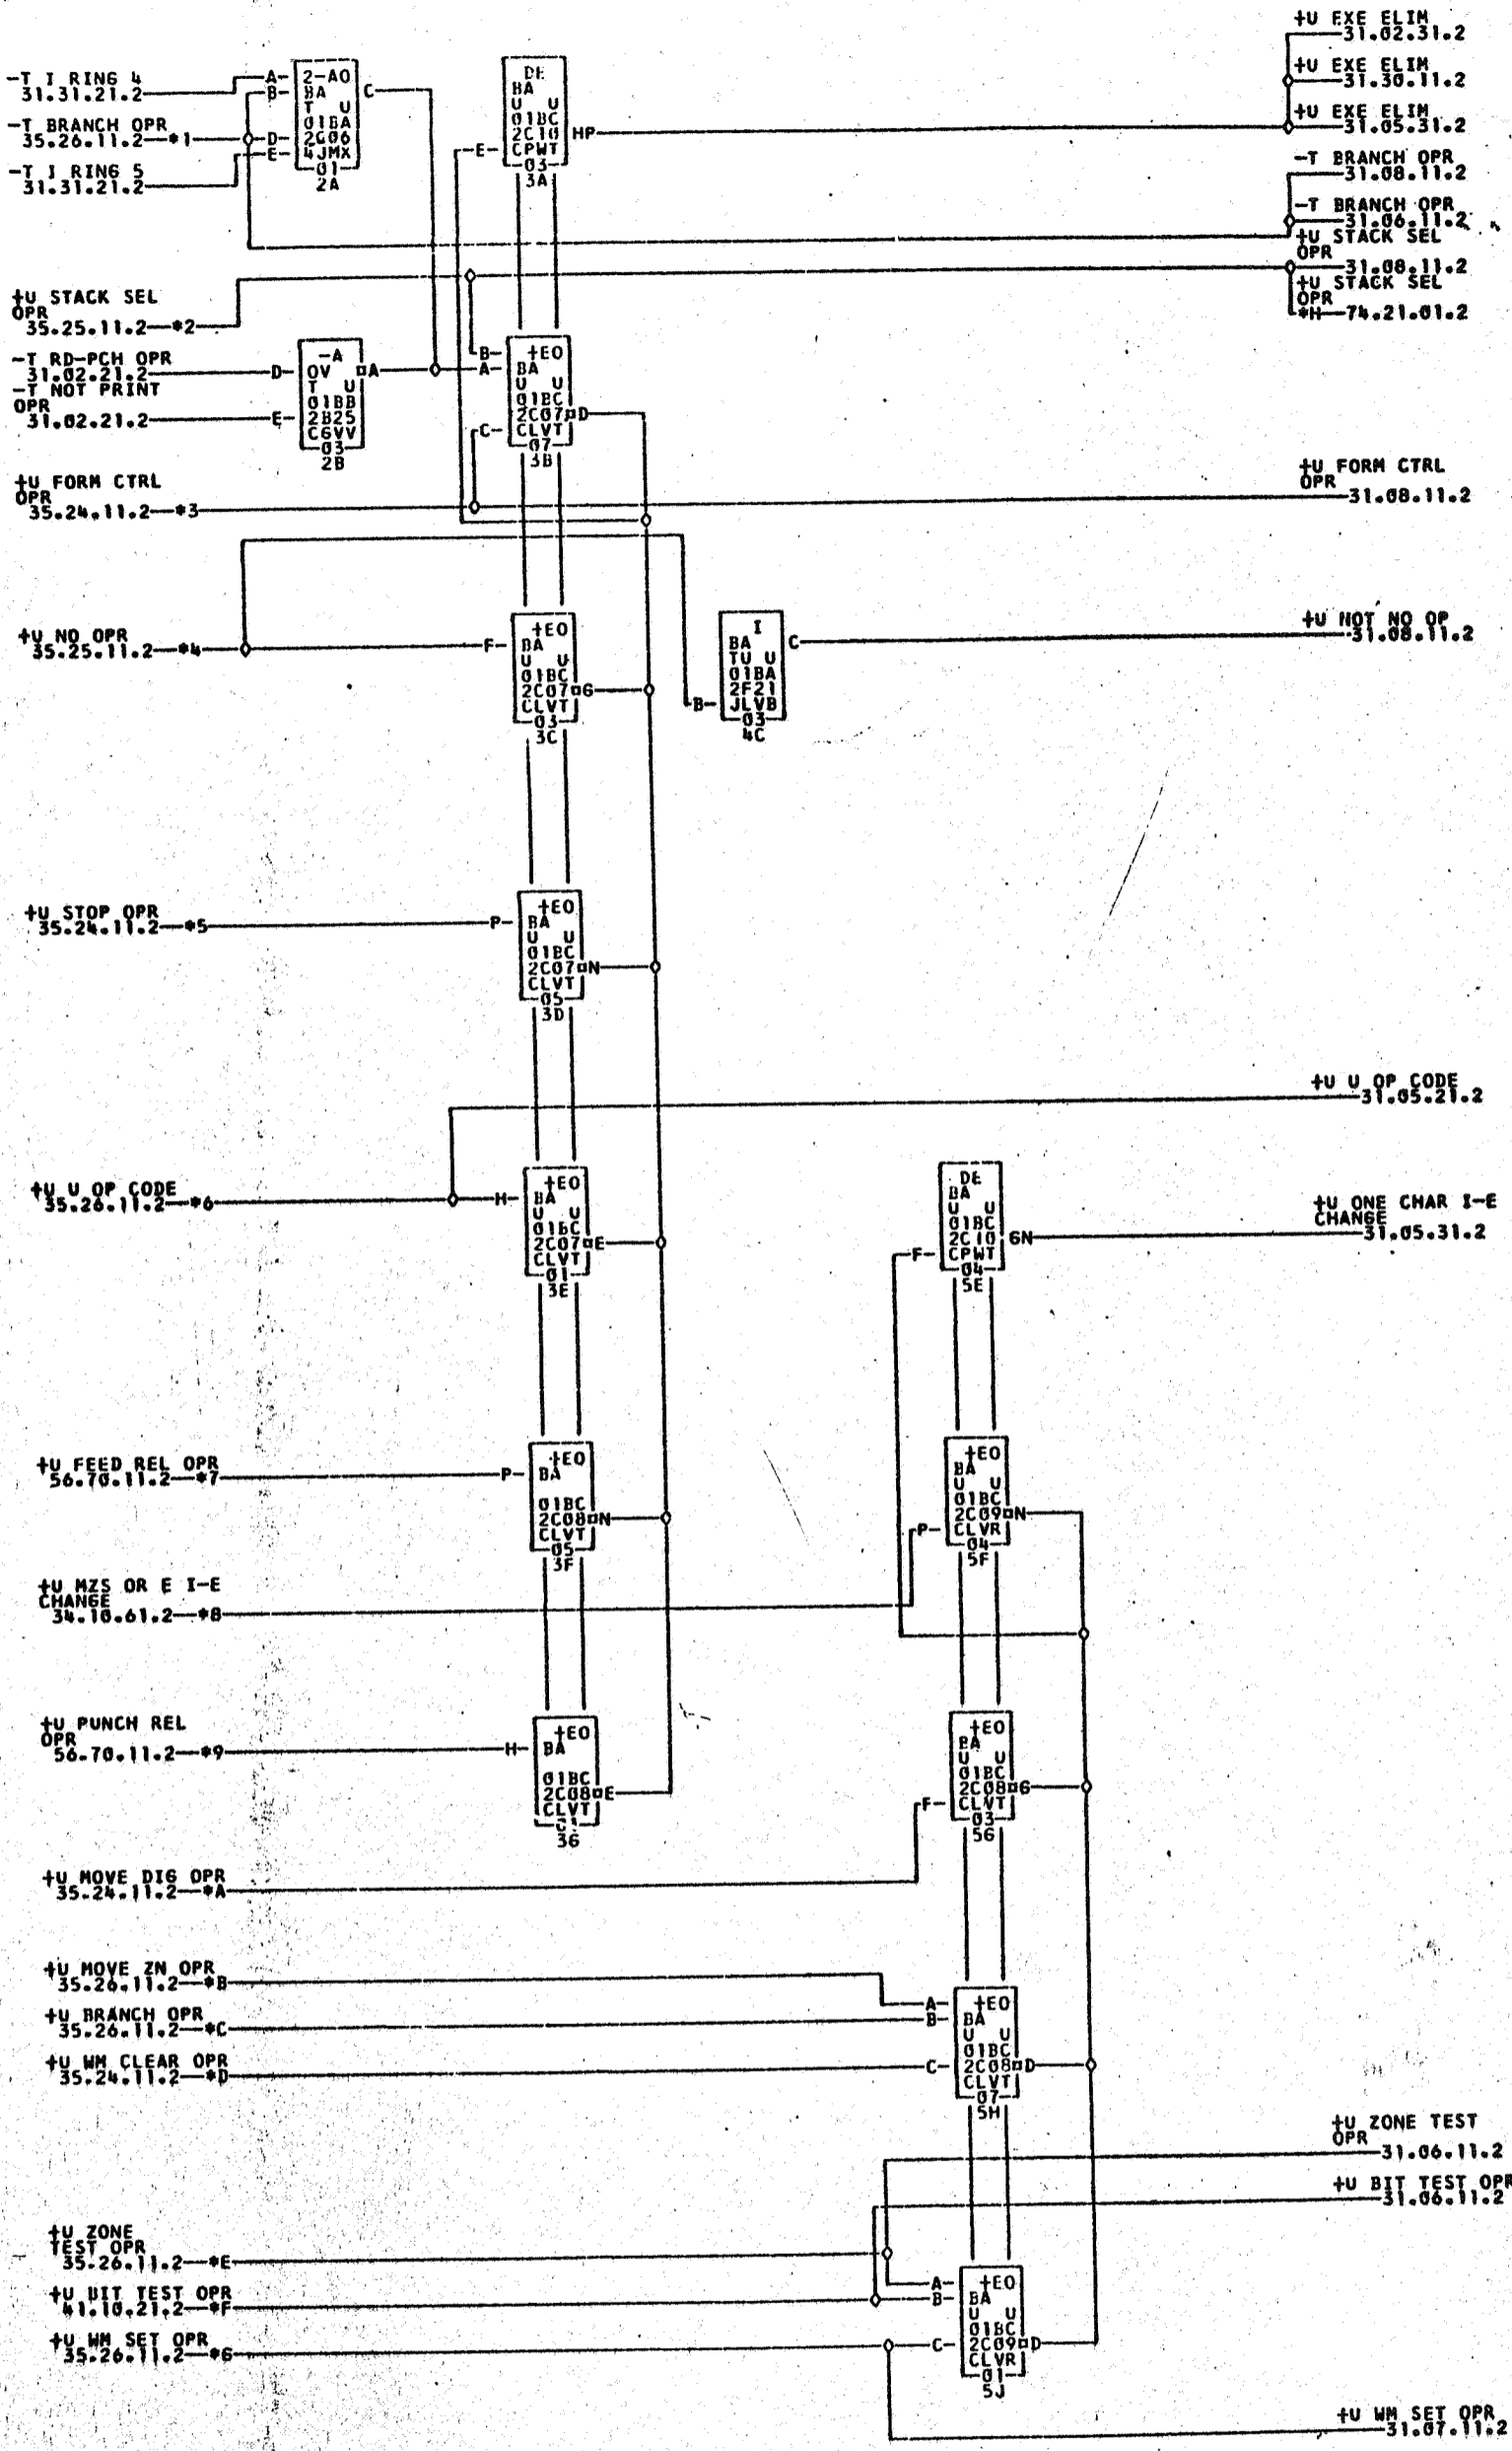 -T I RING 4
31.31.21.2
-T BRANCH OPR
35.26.11.2—*1
-T I RING 5
31.31.21.2
A-
B-
D-
E-
2-AO
BA
T U
01BA
2G06
4JMX
01
2A
C
DE
BA
U U
01BC
2C10
CPWT
03
3A
E-
HP
+U EXE ELIM
31.02.31.2
+U EXE ELIM
31.30.11.2
+U EXE ELIM
31.05.31.2
-T BRANCH OPR
31.08.11.2
-T BRANCH OPR
31.06.11.2
+U STACK SEL
OPR
31.08.11.2
+U STACK SEL
OPR
*H—74.21.01.2
+U STACK SEL
OPR
35.25.11.2—*2
-T RD-PCH OPR
31.02.21.2
-T NOT PRINT
OPR
31.02.21.2
D-
E-
-A
OV
T U
01BB
2B25
C6VV
03
2B
A
B-
A-
C-
+EO
BA
U U
01BC
2C07
CLVT
07
3B
D
+U FORM CTRL
OPR
35.24.11.2—*3
+U FORM CTRL
OPR
31.08.11.2
+U NO OPR
35.25.11.2—*4
F-
+EO
BA
U U
01BC
2C07
CLVT
03
3C
G
B-
I
BA
TU U
01BA
2F21
JLVB
03
4C
C
+U NOT NO OP
31.08.11.2
+U STOP OPR
35.24.11.2—*5
P-
+EO
BA
U U
01BC
2C07
CLVT
05
3D
N
+U U OP CODE
31.05.21.2
+U U OP CODE
35.26.11.2—*6
H-
+EO
BA
U U
01BC
2C07
CLVT
01
3E
E
F-
DE
BA
U U
01BC
2C10
CPWT
04
5E
GN
+U ONE CHAR I-E
CHANGE
31.05.31.2
+U FEED REL OPR
56.70.11.2—*7
P-
+EO
BA
01BC
2C08
CLVT
05
3F
N
P-
+EO
BA
U U
01BC
2C09
CLVR
04
5F
N
+U MZS OR E I-E
CHANGE
34.10.61.2—*8
+U PUNCH REL
OPR
56.70.11.2—*9
H-
+EO
BA
01BC
2C08
CLVT
01
3G
E
F-
+EO
BA
U U
01BC
2C08
CLVT
03
5G
G
+U MOVE DIG OPR
35.24.11.2—*A
+U MOVE ZN OPR
35.26.11.2—*B
+U BRANCH OPR
35.26.11.2—*C
+U WM CLEAR OPR
35.24.11.2—*D
A-
B-
C-
+EO
BA
U U
01BC
2C08
CLVT
07
5H
D
+U ZONE TEST
OPR
31.06.11.2
+U BIT TEST OPR
31.06.11.2
+U ZONE
TEST OPR
35.26.11.2—*E
+U BIT TEST OPR
41.10.21.2—*F
+U WM SET OPR
35.26.11.2—*G
A-
B-
C-
+EO
BA
U U
01BC
2C09
CLVR
01
5J
D
+U WM SET OPR
31.07.11.2